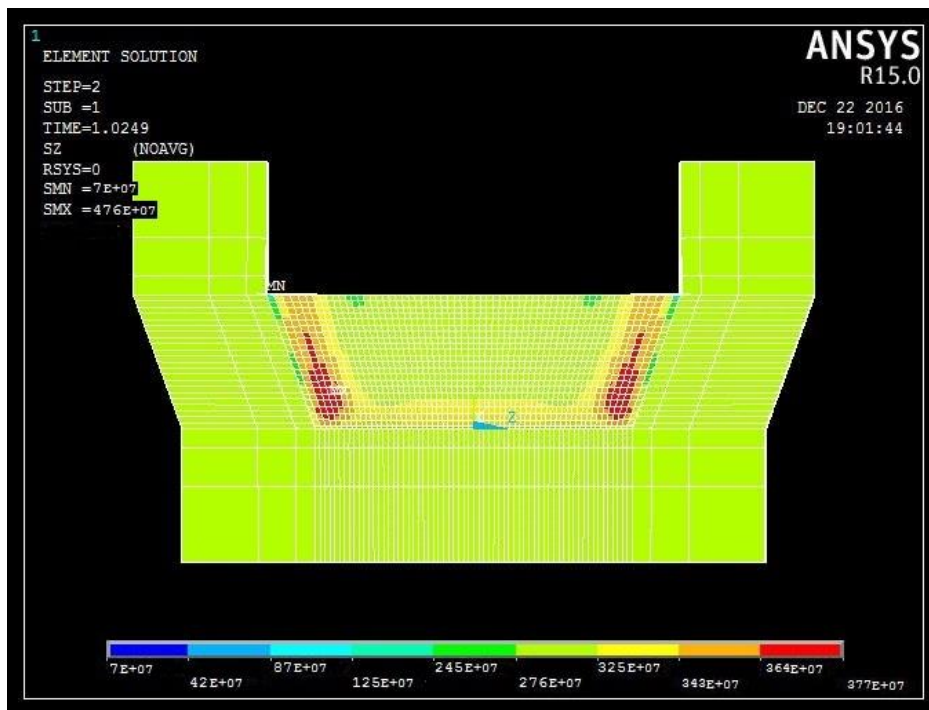 1
ELEMENT SOLUTION
STEP=2
SUB =1
TIME=1.0249
SZ (NOAVG)
RSYS=0
SMN =7E+07
SMX =476E+07
ANSYS
R15.0
DEC 22 2016
19:01:44
MN
Z
7E+07 87E+07 245E+07 325E+07 364E+07
42E+07 125E+07 276E+07 343E+07 377E+07